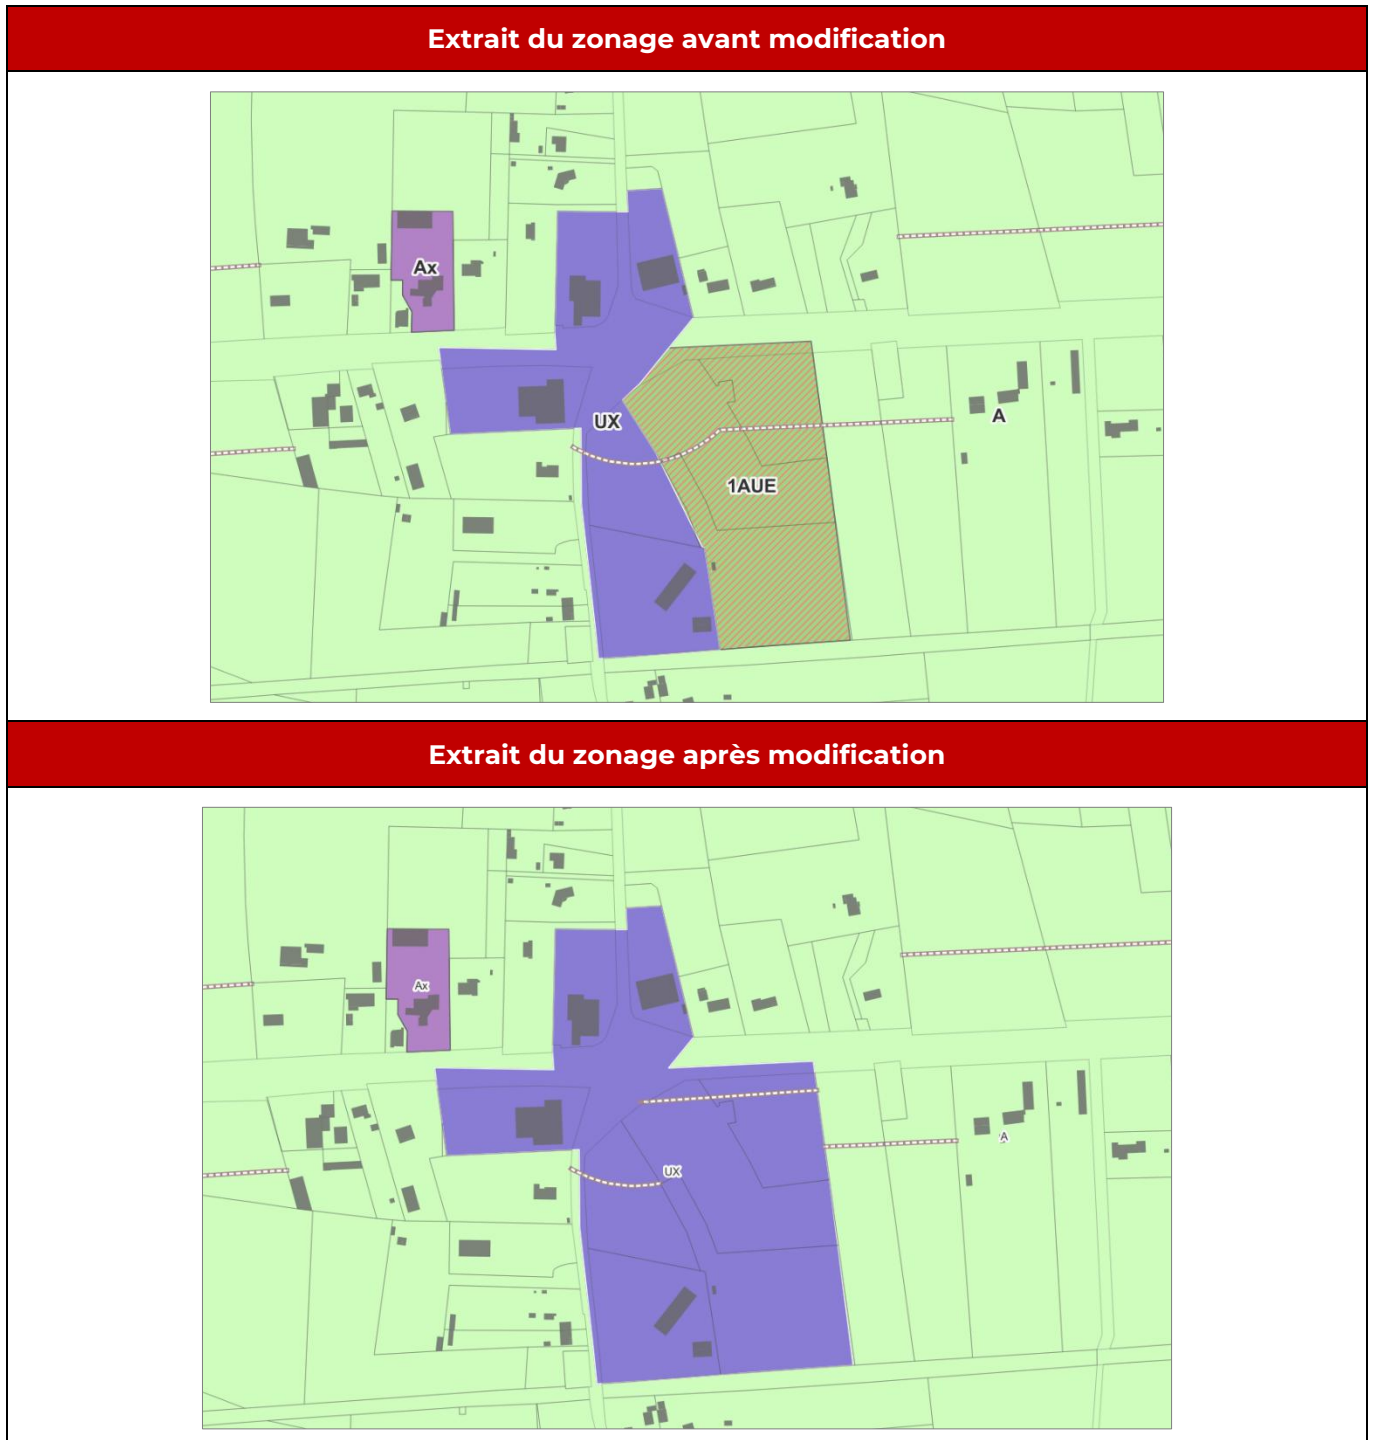 Extrait du zonage avant modification
Ax
UX
A
1AUE
Extrait du zonage après modification
Ax
A
UX